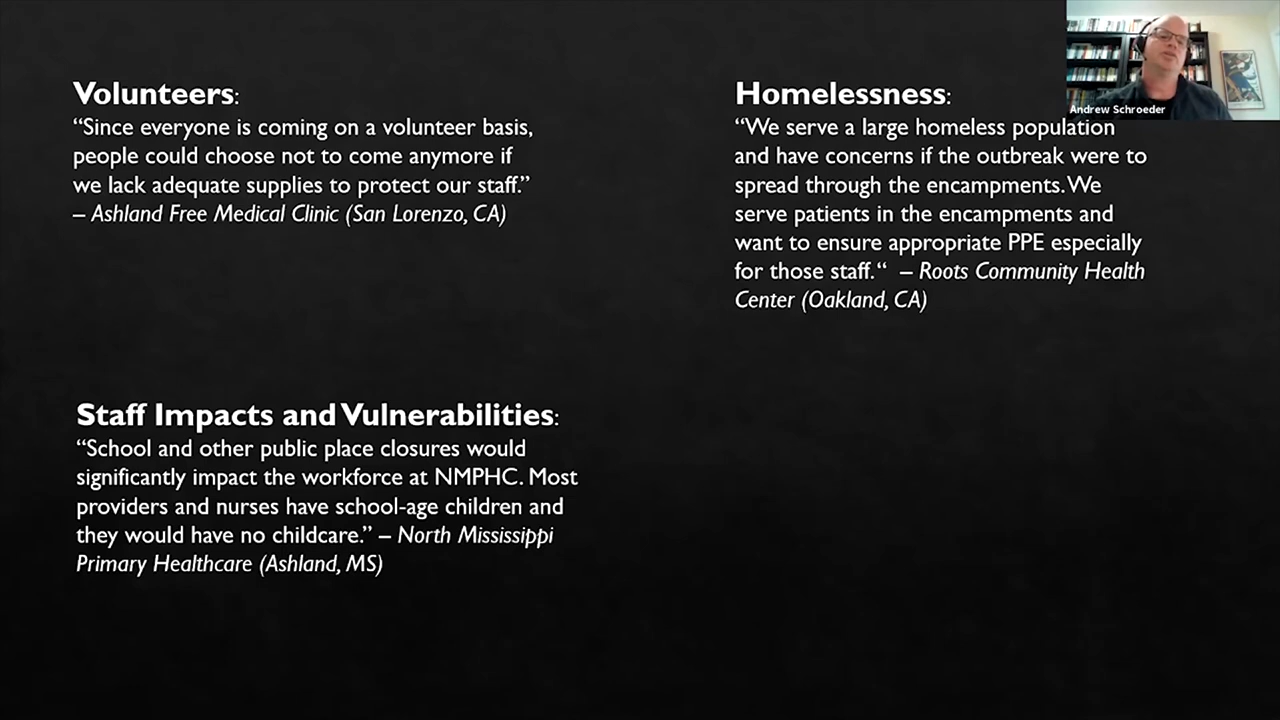 Volunteers:
“Since everyone is coming on a volunteer basis,
people could choose not to come anymore if
we lack adequate supplies to protect our staff.”
– Ashland Free Medical Clinic (San Lorenzo, CA)
Homelessness:
“We serve a large homeless population
and have concerns if the outbreak were to
spread through the encampments. We
serve patients in the encampments and
want to ensure appropriate PPE especially
for those staff.“ – Roots Community Health
Center (Oakland, CA)
Staff Impacts and Vulnerabilities:
“School and other public place closures would
significantly impact the workforce at NMPHC. Most
providers and nurses have school-age children and
they would have no childcare.” – North Mississippi
Primary Healthcare (Ashland, MS)
Andrew Schroeder